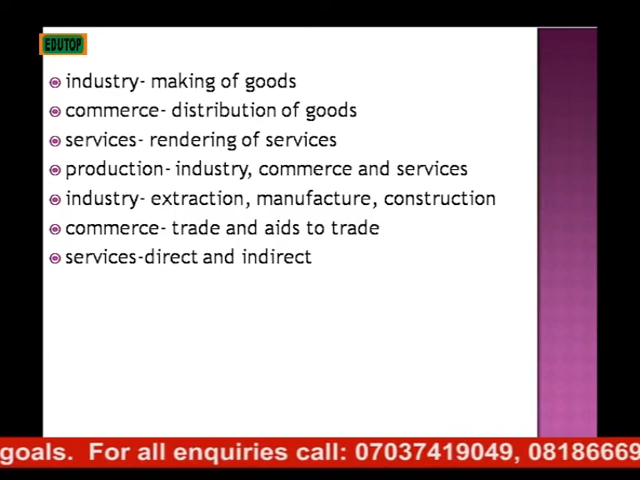 EDUTOP
industry- making of goods
commerce- distribution of goods
services- rendering of services
production- industry, commerce and services
industry- extraction, manufacture, construction
commerce- trade and aids to trade
services-direct and indirect
goals. For all enquiries call: 07037419049, 08186669